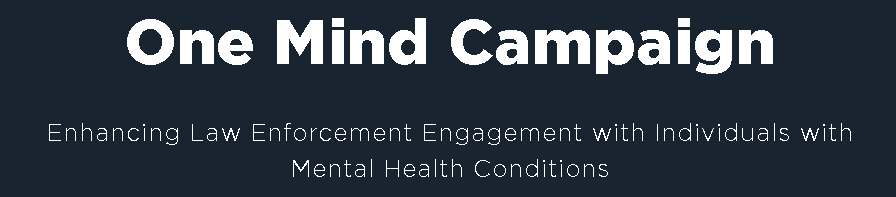 One Mind Campaign
Enhancing Law Enforcement Engagement with Individuals with
Mental Health Conditions